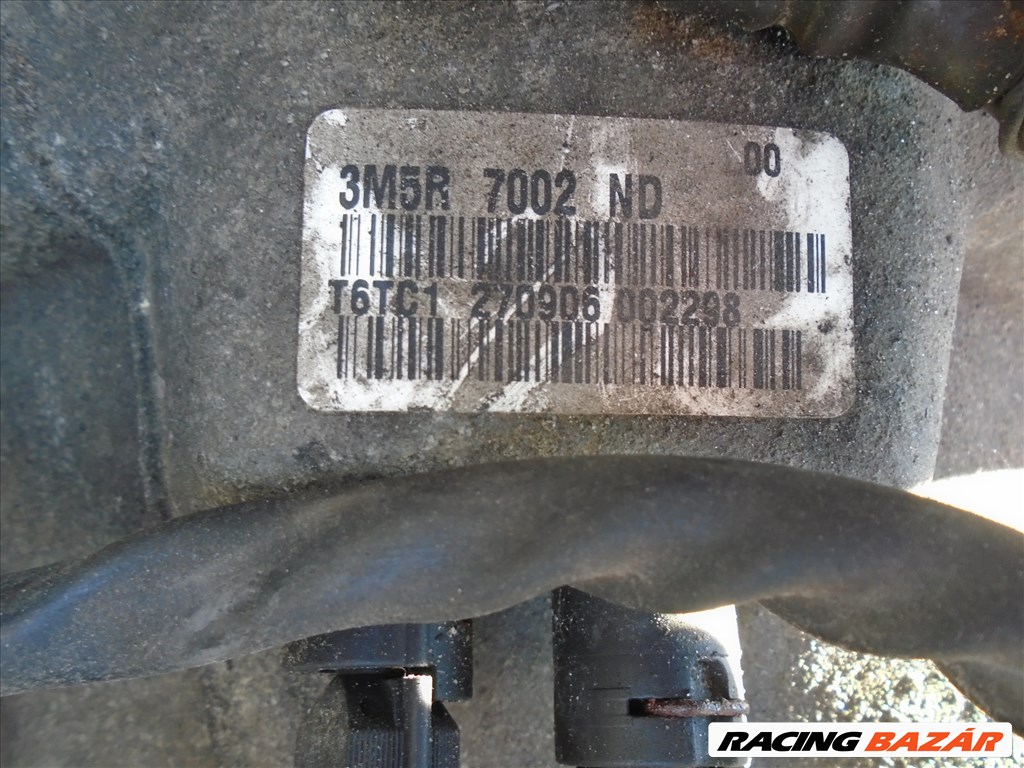 00
3M5R 7002 ND
T6TC1 270906 002298
RACING BAZÁR